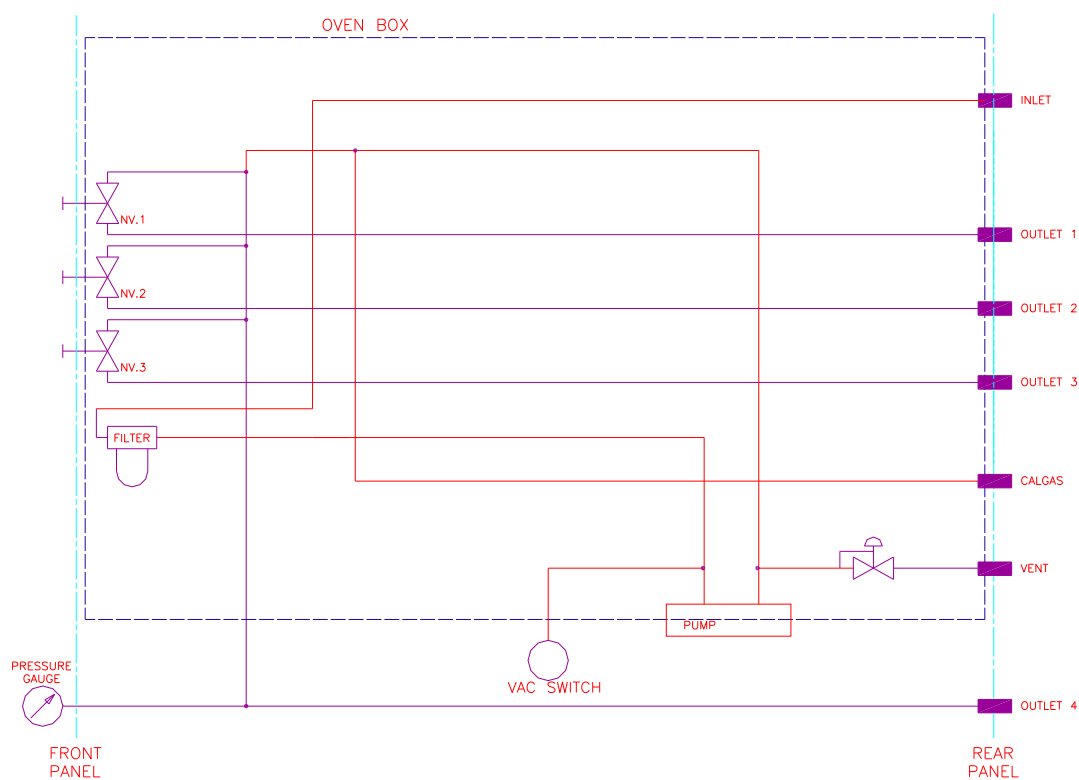 OVEN BOX
INLET
NV.1
OUTLET 1
NV.2
OUTLET 2
NV.3
OUTLET 3
FILTER
CALGAS
VENT
PUMP
PRESSURE
GAUGE
VAC SWITCH
OUTLET 4
FRONT
PANEL
REAR
PANEL